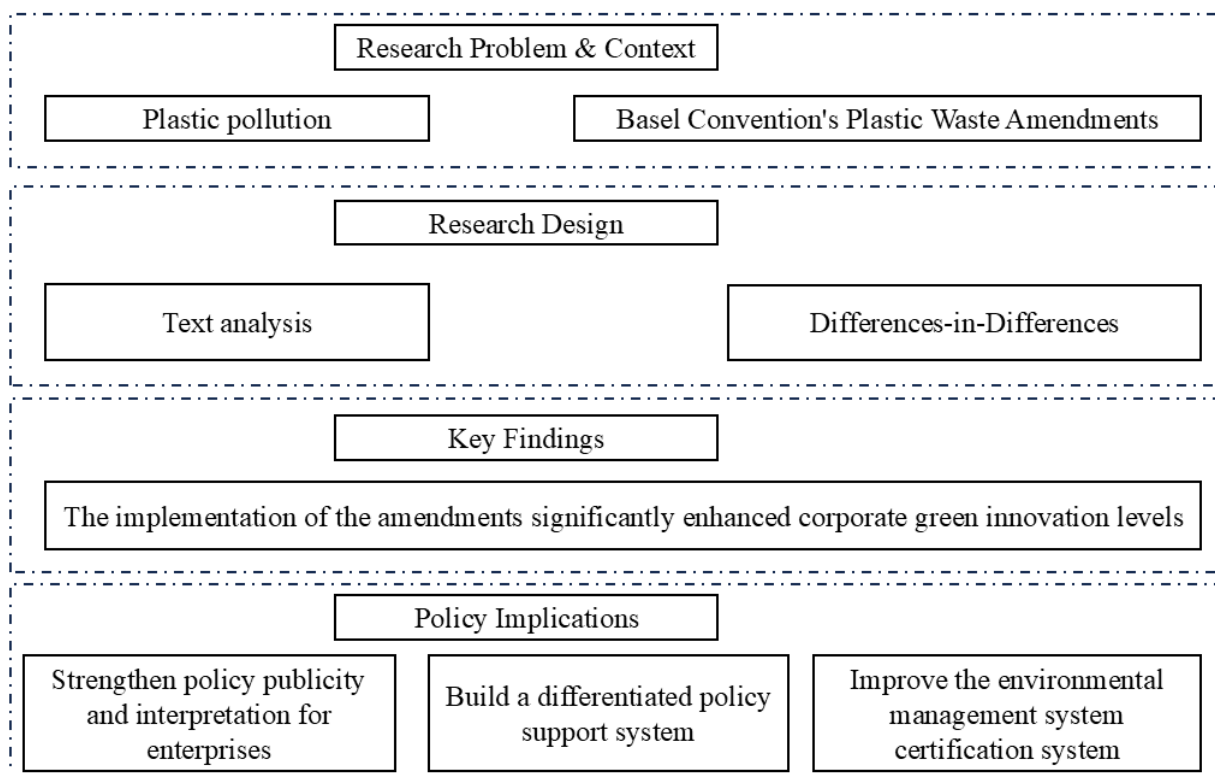 Research Problem & Context
Plastic pollution
Basel Convention's Plastic Waste Amendments
Research Design
Text analysis
Differences-in-Differences
Key Findings
The implementation of the amendments significantly enhanced corporate green innovation levels
Policy Implications
Strengthen policy publicity
and interpretation for
enterprises
Build a differentiated policy
support system
Improve the environmental
management system
certification system